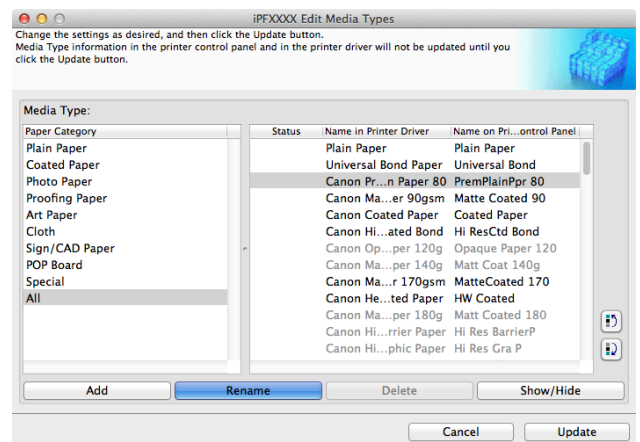 iPFXXXX Edit Media Types
Change the settings as desired, and then click the Update button.
Media Type information in the printer control panel and in the printer driver will not be updated until you
click the Update button.
Media Type:
Paper Category
Plain Paper
Coated Paper
Photo Paper
Proofing Paper
Art Paper
Cloth
Sign/CAD Paper
POP Board
Special
All
Status Name in Printer Driver Name on Pri...ontrol Panel
Plain Paper Plain Paper
Universal Bond Paper Universal Bond
Canon Pr...n Paper 80 PremPlainPpr 80
Canon Ma...er 90gsm Matte Coated 90
Canon Coated Paper Coated Paper
Canon Hi...ated Bond Hi ResCtd Bond
Canon Op...per 120g Opaque Paper 120
Canon Ma...per 140g Matt Coat 140g
Canon Ma...r 170gsm MatteCoated 170
Canon He...ted Paper HW Coated
Canon Ma...per 180g Matt Coated 180
Canon Hi...rrier Paper Hi Res BarrierP
Canon Hi...phic Paper Hi Res Gra P
Add Rename Delete Show/Hide
Cancel Update